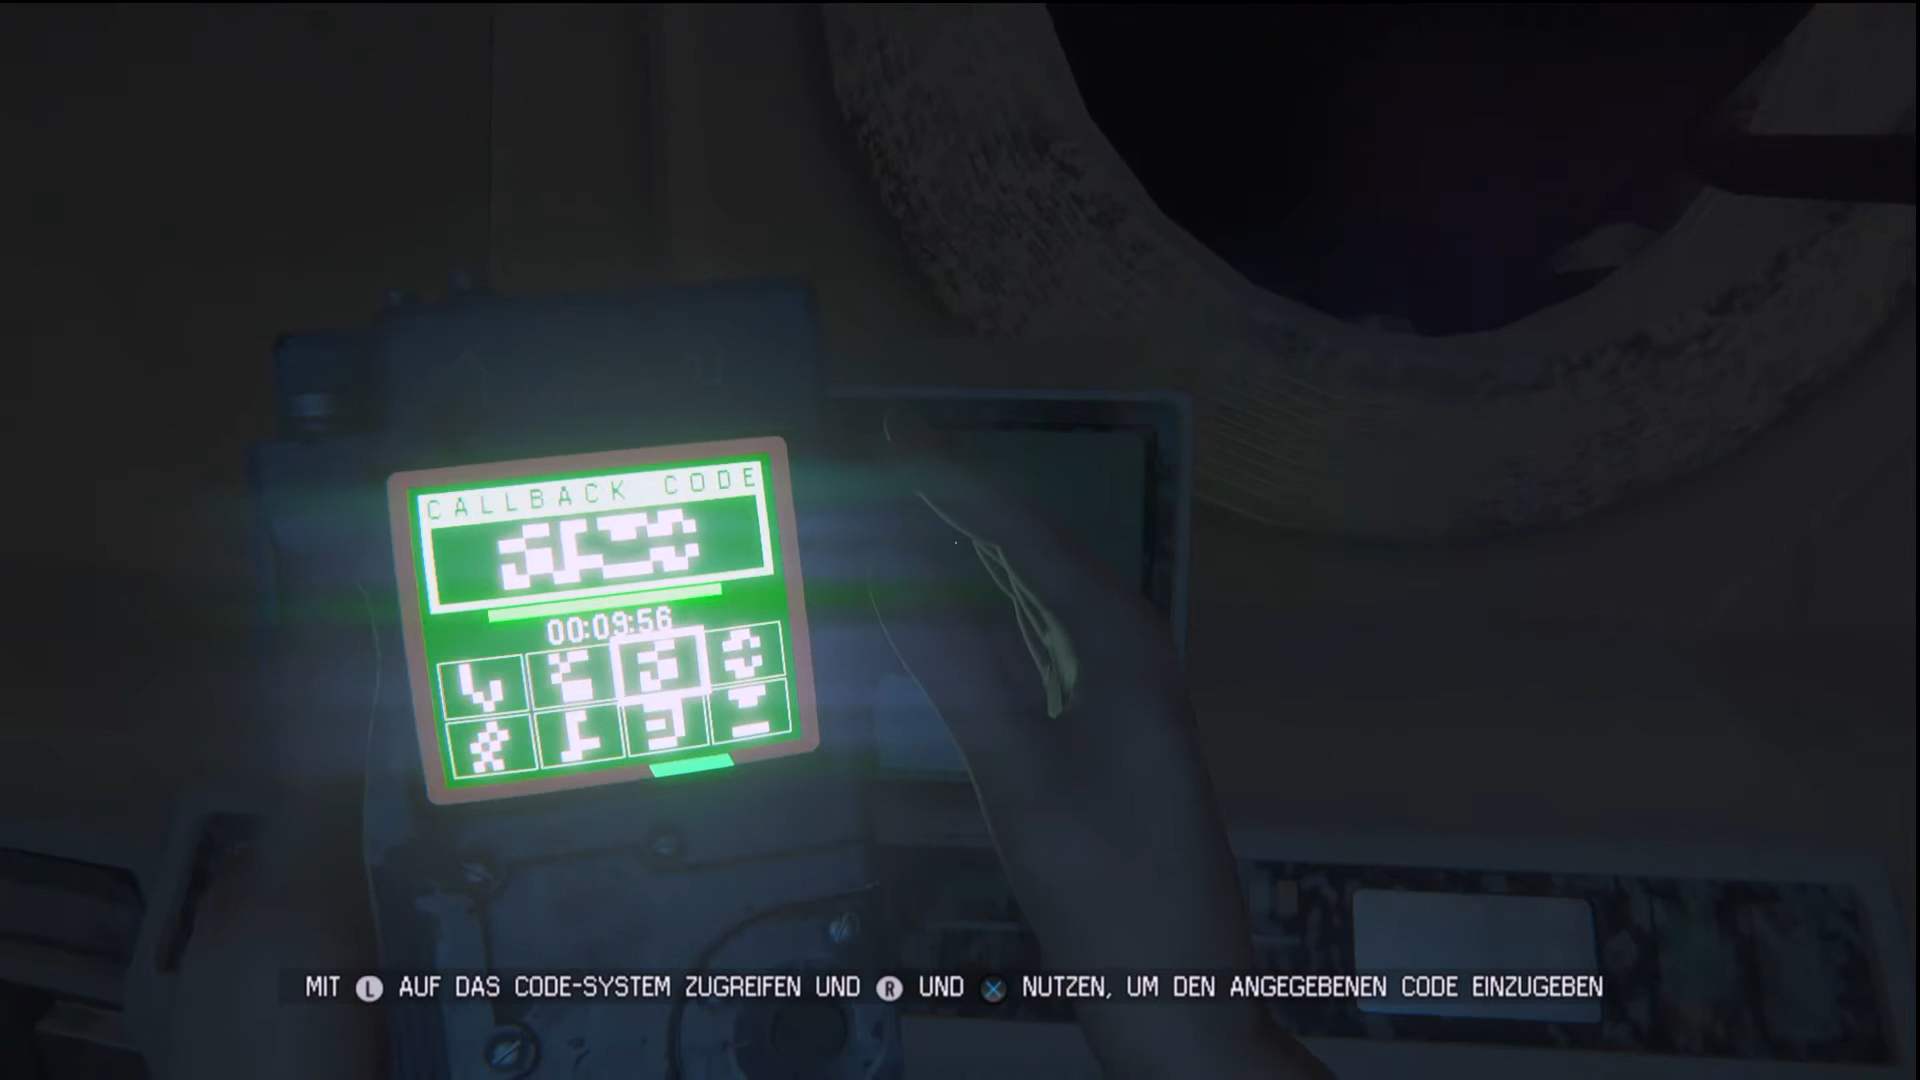 CALLBACK CODE
00:09:56
MIT L AUF DAS CODE-SYSTEM ZUGREIFEN UND R UND X NUTZEN, UM DEN ANGEGEBENEN CODE EINZUGEBEN